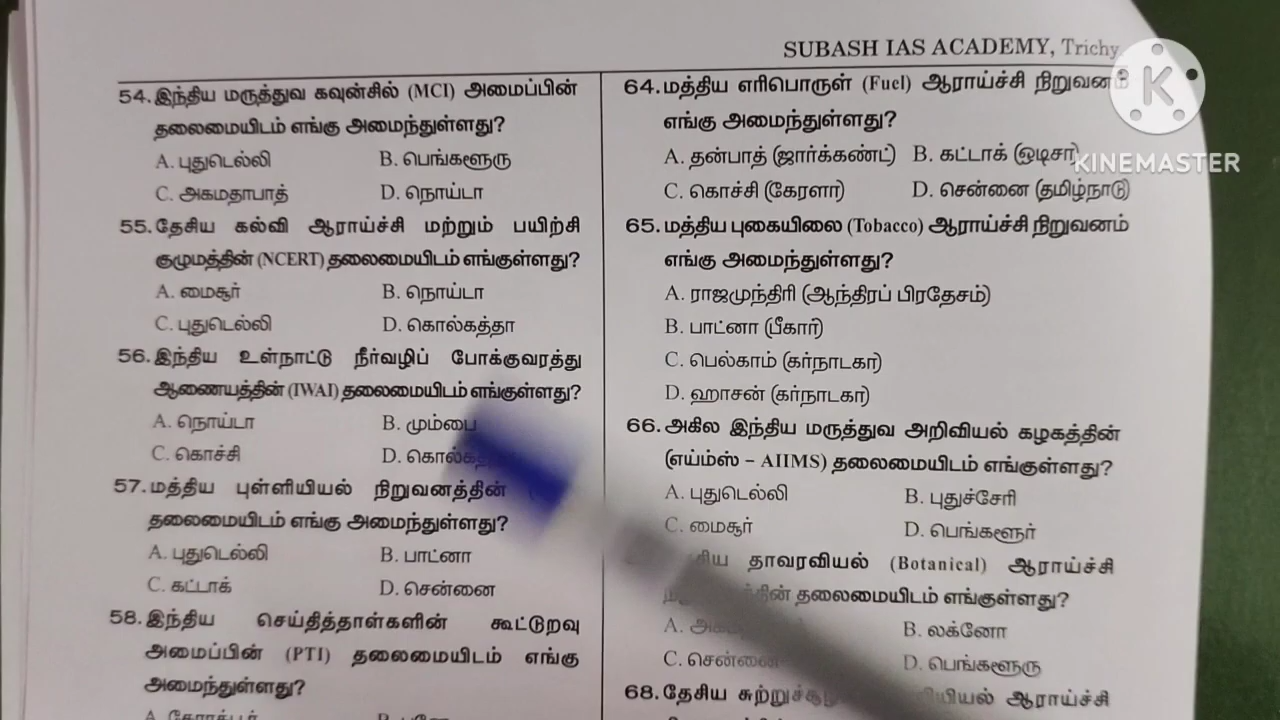 SUBASH IAS ACADEMY, Trichy
K
KINEMASTER
54. இந்திய மருத்துவ கவுன்சில் (MCI) அமைப்பின்
தலைமையிடம் எங்கு அமைந்துள்ளது?
A. புதுடெல்லி B. பெங்களூரு
C. அகமதாபாத் D. நொய்டா
55. தேசிய கல்வி ஆராய்ச்சி மற்றும் பயிற்சி
குழுமத்தின் (NCERT) தலைமையிடம் எங்குள்ளது?
A. மைசூர் B. நொய்டா
C. புதுடெல்லி D. கொல்கத்தா
56. இந்திய உள்நாட்டு நீர்வழிப் போக்குவரத்து
ஆணையத்தின் (IWAI) தலைமையிடம் எங்குள்ளது?
A. நொய்டா B. மும்பை
C. கொச்சி D.
57. மத்திய புள்ளியியல் நிறுவனத்தின்
தலைமையிடம் எங்கு அமைந்துள்ளது?
A. புதுடெல்லி B. பாட்னா
C. கட்டாக் D. சென்னை
58. இந்திய செய்தித்தாள்களின் கூட்டுறவு
அமைப்பின் (PTI) தலைமையிடம் எங்கு
அமைந்துள்ளது?
64. மத்திய எரிபொருள் (Fuel) ஆராய்ச்சி நிறுவனம்
எங்கு அமைந்துள்ளது?
A. தன்பாத் (ஜார்க்கண்ட்) B. கட்டாக் (ஒடிசா)
C. கொச்சி (கேரளா) D. சென்னை (தமிழ்நாடு)
65. மத்திய புகையிலை (Tobacco) ஆராய்ச்சி நிறுவனம்
எங்கு அமைந்துள்ளது?
A. ராஜமுந்திரி (ஆந்திரப் பிரதேசம்)
B. பாட்னா (பீகார்)
C. பெல்காம் (கர்நாடகா)
D. ஹாசன் (கர்நாடகா)
66. அகில இந்திய மருத்துவ அறிவியல் கழகத்தின்
(எய்ம்ஸ் – AIIMS) தலைமையிடம் எங்குள்ளது?
A. புதுடெல்லி B. புதுச்சேரி
C. மைசூர் D. பெங்களூர்
தாவரவியல் (Botanical) ஆராய்ச்சி
தலைமையிடம் எங்குள்ளது?
A. B. லக்னோ
C. சென்னை D. பெங்களூரு
68. தேசிய ஆராய்ச்சி